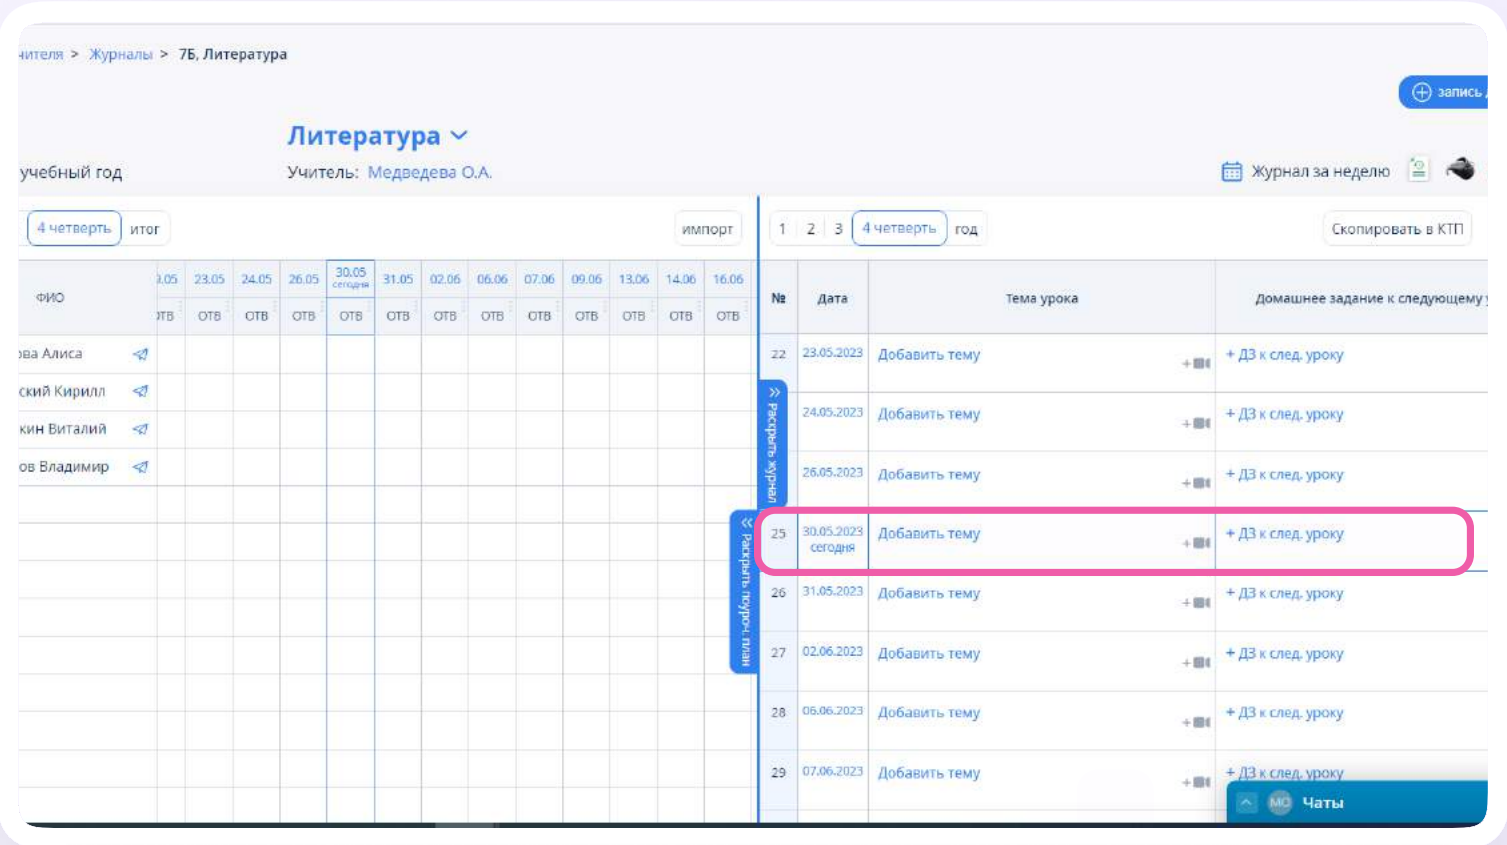 чителя > Журналы > 7Б, Литература
запись
Литература
учебный год
Учитель: Медведева О.А.
Журнал за неделю
4 четверть итог
импорт
1 2 3 4 четверть год
Скопировать в КТП
ФИО
.05 23.05 24.05 26.05 30.05 сегодня 31.05 02.06 06.06 07.06 09.06 13.06 14.06 16.06
ОТВ ОТВ ОТВ ОТВ ОТВ ОТВ ОТВ ОТВ ОТВ ОТВ ОТВ ОТВ ОТВ
№ Дата Тема урока Домашнее задание к следующему
ова Алиса
ский Кирилл
кин Виталий
ов Владимир
Раскрыть журнал
Раскрыть поуроч. план
22 23.05.2023 Добавить тему + + ДЗ к след. уроку
24.05.2023 Добавить тему + + ДЗ к след. уроку
26.05.2023 Добавить тему + + ДЗ к след. уроку
25 30.05.2023 Добавить тему + + ДЗ к след. уроку
сегодня
26 31.05.2023 Добавить тему + + ДЗ к след. уроку
27 02.06.2023 Добавить тему + + ДЗ к след. уроку
28 06.06.2023 Добавить тему + + ДЗ к след. уроку
29 07.06.2023 Добавить тему + + ДЗ к след. уроку
МО Чаты